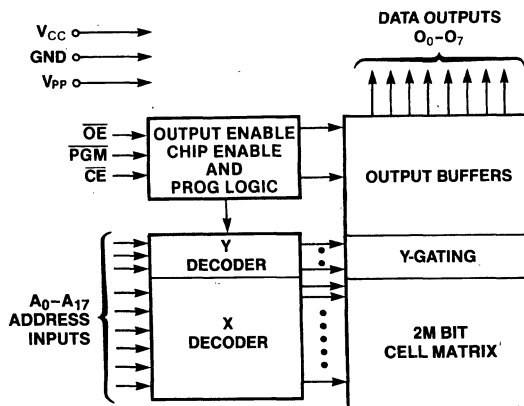 DATA OUTPUTS
O₀–O₇
VCC
GND
VPP
OE
PGM
CE
OUTPUT ENABLE
CHIP ENABLE
AND
PROG LOGIC
OUTPUT BUFFERS
Y
DECODER
Y-GATING
A₀–A₁₇
ADDRESS
INPUTS
X
DECODER
2M BIT
CELL MATRIX